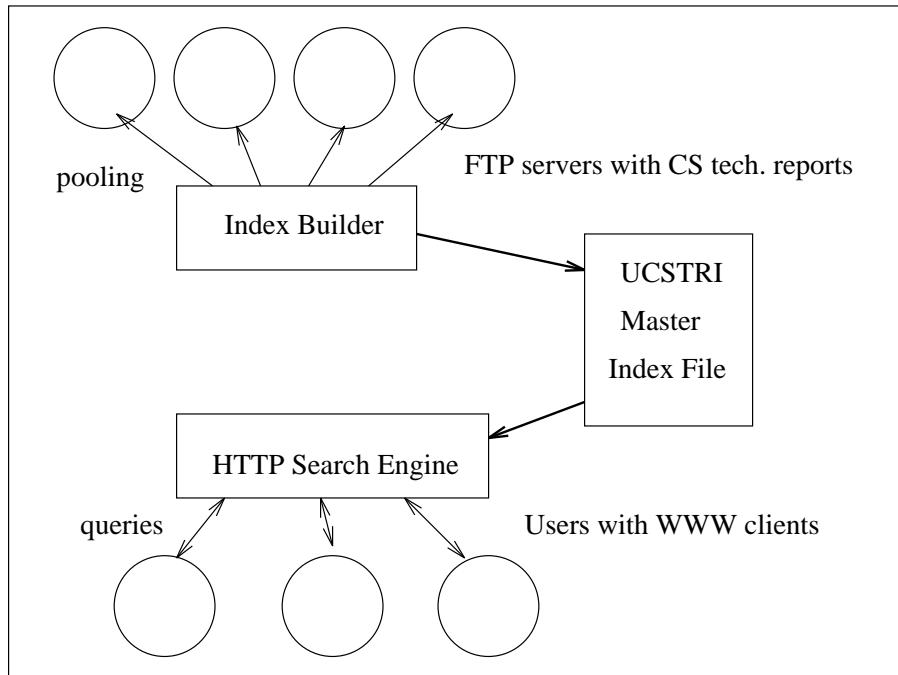 FTP servers with CS tech. reports
pooling
Index Builder
UCSTRI
Master
Index File
HTTP Search Engine
queries
Users with WWW clients